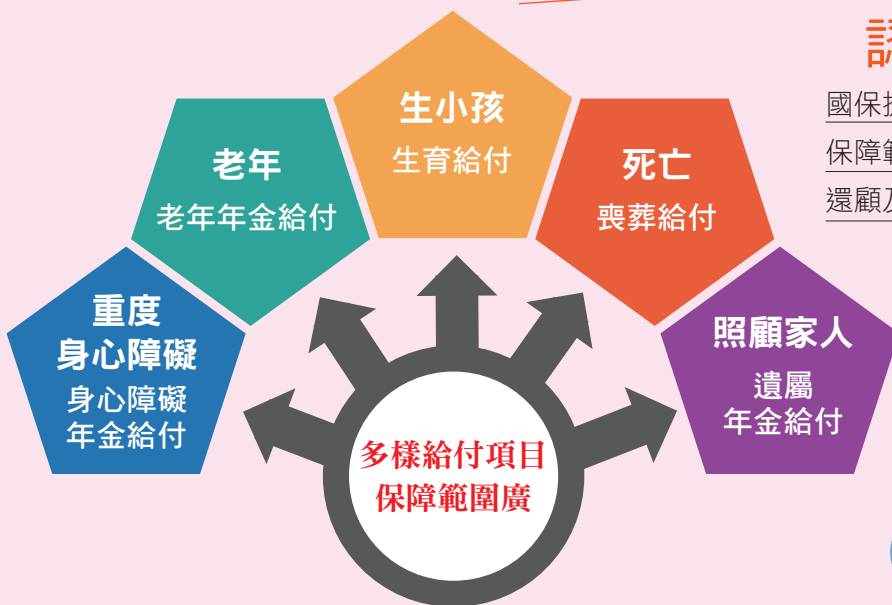 生小孩
生育給付
老年
老年年金給付
死亡
喪葬給付
重度
身心障礙
身心障礙
年金給付
照顧家人
遺屬
年金給付
多樣給付項目
保障範圍廣
國保
保障範
還顧及